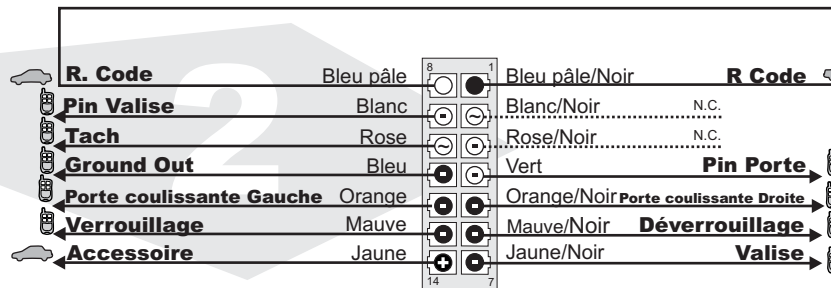 8 1
R. Code Bleu pâle Bleu pâle/Noir R Code
Pin Valise Blanc Blanc/Noir N.C.
Tach Rose Rose/Noir N.C.
Ground Out Bleu Vert Pin Porte
Porte coulissante Gauche Orange Orange/Noir Porte coulissante Droite
Verrouillage Mauve Mauve/Noir Déverrouillage
Accessoire Jaune Jaune/Noir Valise
14 7
2